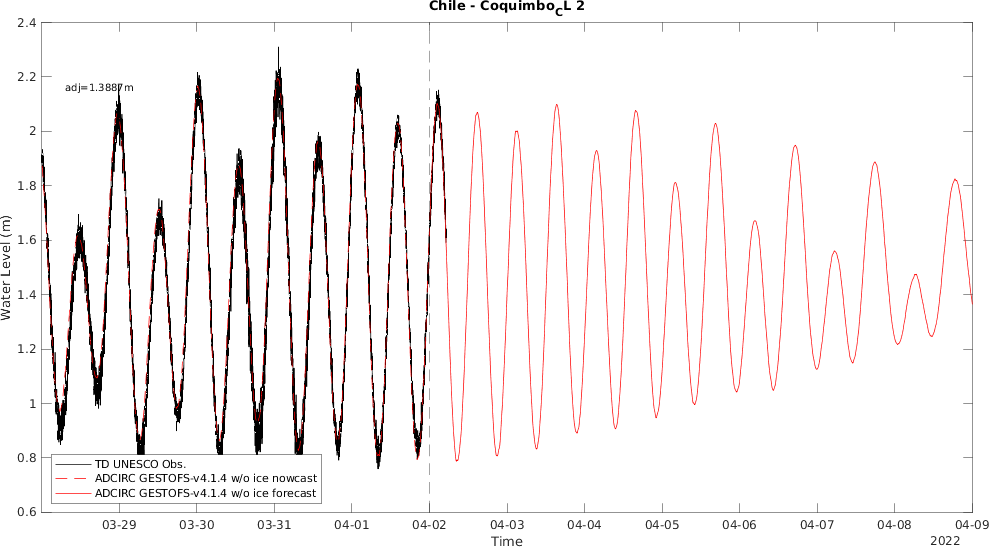 Chile - Coquimbo_CL 2
2.4
2.2
adj=1.3887m
2
1.8
1.6
1.4
1.2
1
0.8
0.6
Water Level (m)
TD UNESCO Obs.
ADCIRC GESTOFS-v4.1.4 w/o ice nowcast
ADCIRC GESTOFS-v4.1.4 w/o ice forecast
03-29 03-30 03-31 04-01 04-02 04-03 04-04 04-05 04-06 04-07 04-08 04-09
Time
2022